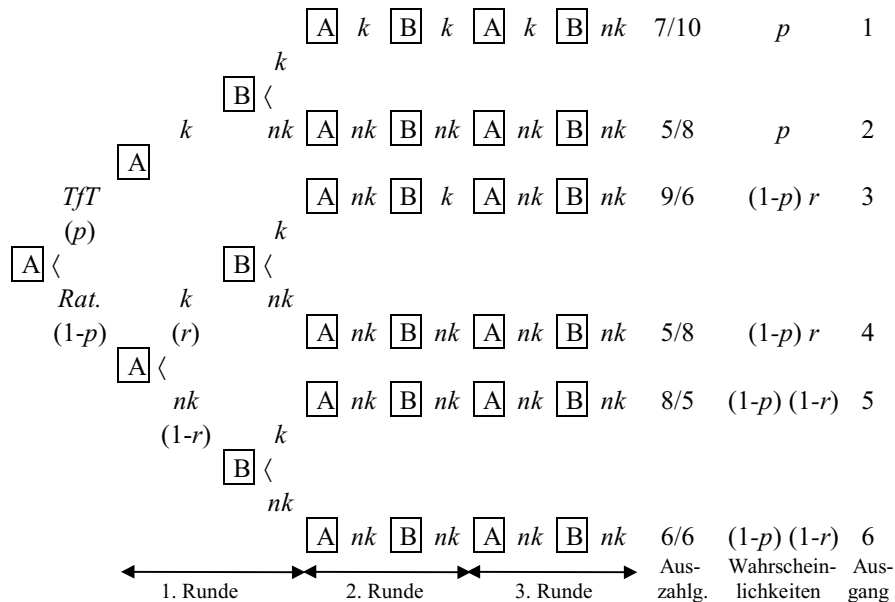 A k B k A k B nk 7/10 p 1
k
B 〈
k nk A nk B nk A nk B nk 5/8 p 2
A
TfT A nk B k A nk B nk 9/6 (1-p) r 3
(p) k
A 〈 B 〈
Rat. k nk
(1-p) (r) A nk B nk A nk B nk 5/8 (1-p) r 4
A 〈
nk A nk B nk A nk B nk 8/5 (1-p) (1-r) 5
(1-r) k
B 〈
nk
A nk B nk A nk B nk 6/6 (1-p) (1-r) 6
Aus- Wahrschein- Aus-
1. Runde 2. Runde 3. Runde zahlg. lichkeiten gang